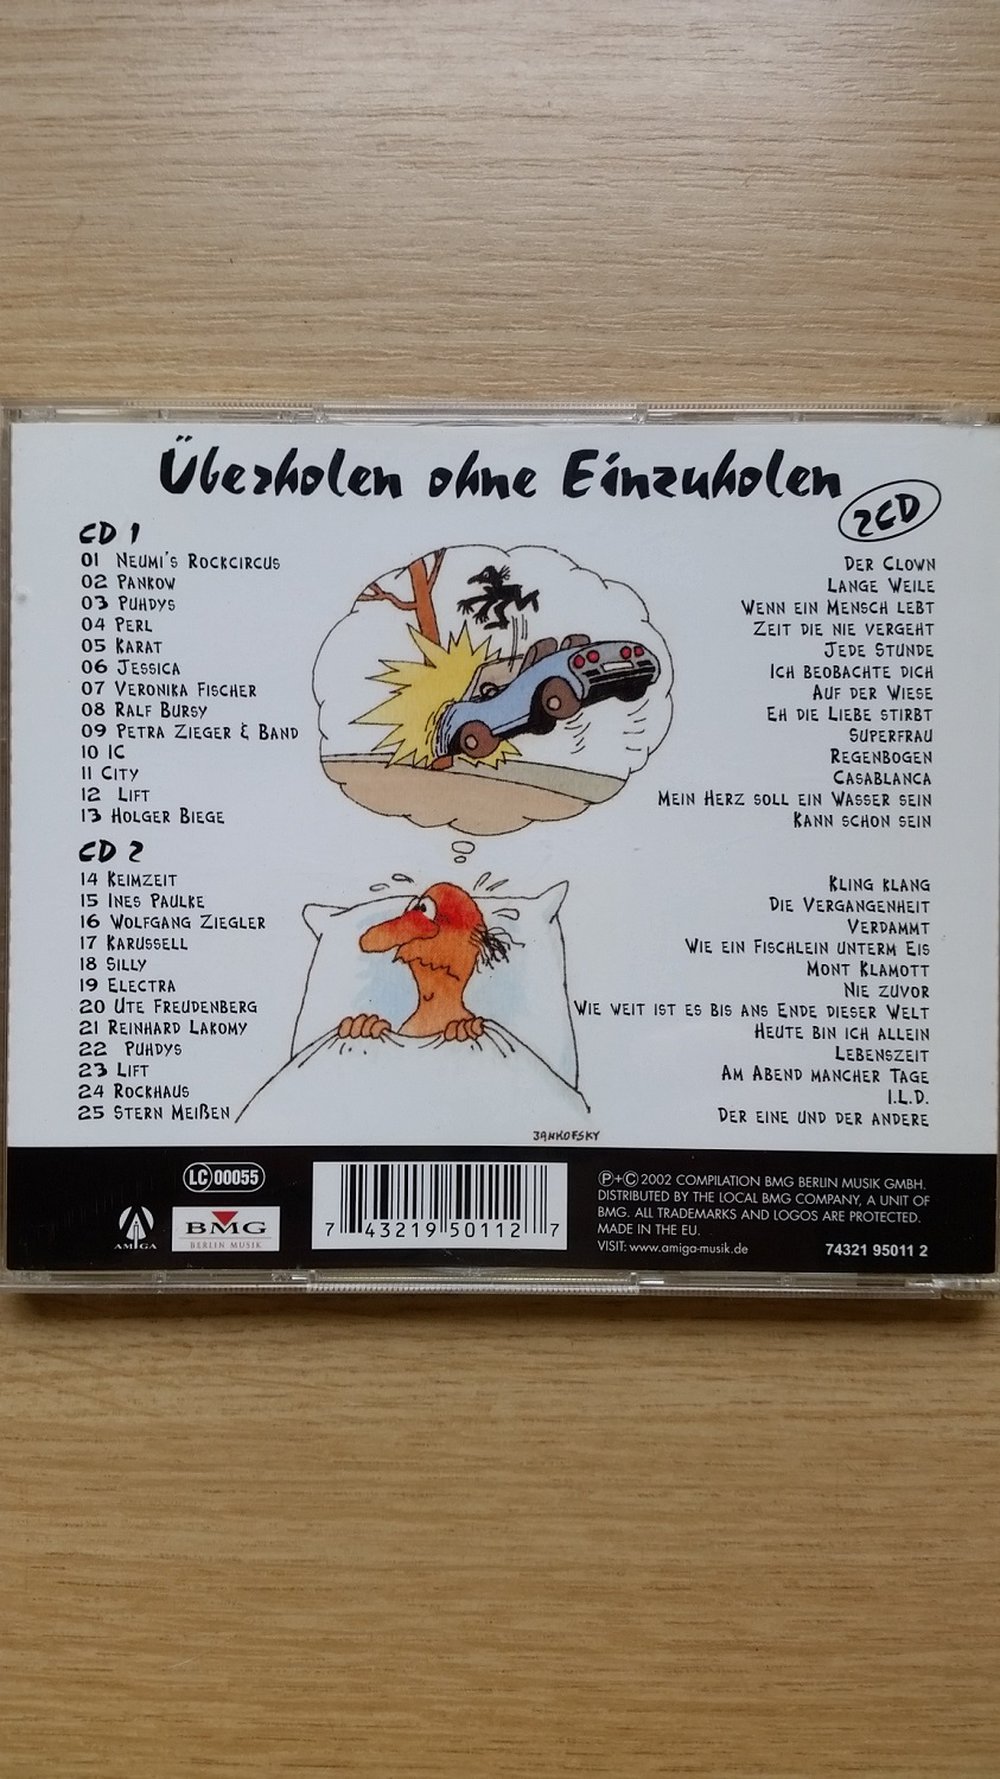 Überholen ohne Einzuholen
2CD
CD 1
01 Neumi's Rockcircus Der Clown
02 Pankow Lange Weile
03 Puhdys Wenn ein Mensch lebt
04 Perl Zeit die nie vergeht
05 Karat Jede Stunde
06 Jessica Ich beobachte dich
07 Veronika Fischer Auf der Wiese
08 Ralf Bursy Eh die Liebe stirbt
09 Petra Zieger & Band Superfrau
10 IC Regenbogen
11 City Casablanca
12 Lift Mein Herz soll ein Wasser sein
13 Holger Biege Kann schon sein
CD 2
14 Keimzeit Kling klang
15 Ines Paulke Die Vergangenheit
16 Wolfgang Ziegler Verdammt
17 Karussell Wie ein Fischlein unterm Eis
18 Silly Mont Klamott
19 Electra Nie zuvor
20 Ute Freudenberg Wie weit ist es bis ans Ende dieser Welt
21 Reinhard Lakomy Heute bin ich allein
22 Puhdys Lebenszeit
23 Lift Am Abend mancher Tage
24 Rockhaus I.L.D.
25 Stern Meißen Der eine und der andere
JANKOFSKY
LC 00055
AMIGA
BMG
BERLIN MUSIK
7 43219 50112 7
Ⓟ+Ⓒ 2002 COMPILATION BMG BERLIN MUSIK GMBH.
DISTRIBUTED BY THE LOCAL BMG COMPANY, A UNIT OF
BMG. ALL TRADEMARKS AND LOGOS ARE PROTECTED.
MADE IN THE EU.
VISIT: www.amiga-musik.de 74321 95011 2